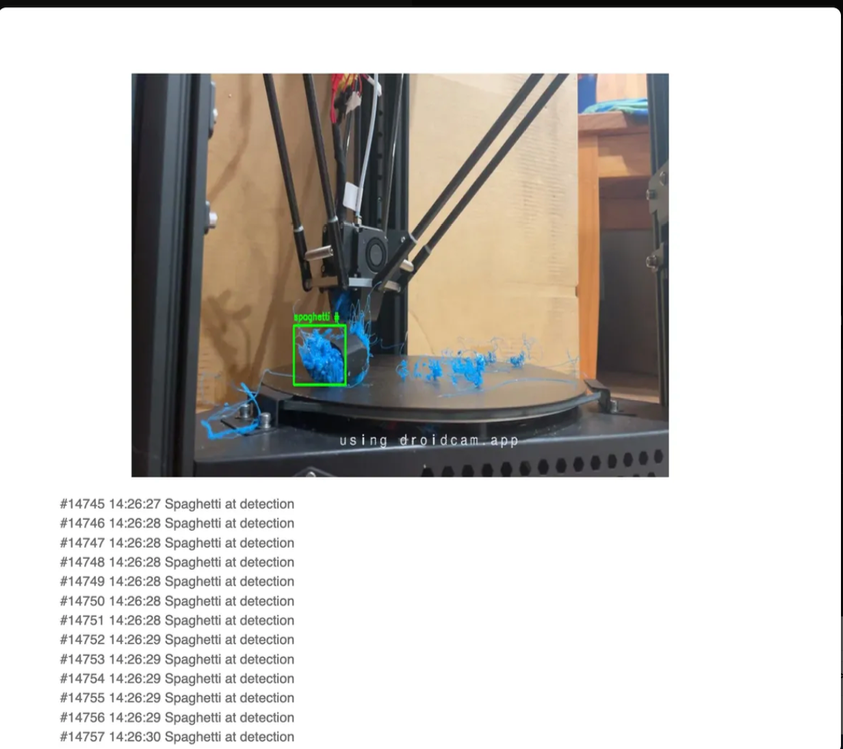 spaghetti
using droidcam.app
#14745 14:26:27 Spaghetti at detection
#14746 14:26:28 Spaghetti at detection
#14747 14:26:28 Spaghetti at detection
#14748 14:26:28 Spaghetti at detection
#14749 14:26:28 Spaghetti at detection
#14750 14:26:28 Spaghetti at detection
#14751 14:26:28 Spaghetti at detection
#14752 14:26:29 Spaghetti at detection
#14753 14:26:29 Spaghetti at detection
#14754 14:26:29 Spaghetti at detection
#14755 14:26:29 Spaghetti at detection
#14756 14:26:29 Spaghetti at detection
#14757 14:26:30 Spaghetti at detection